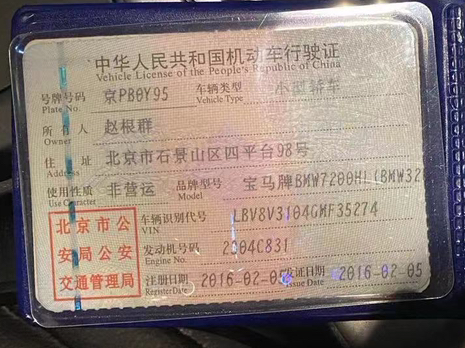 中华人民共和国机动车行驶证
Vehicle License of the People's Republic of China
号牌号码 京PB0Y95 车辆类型 小型轿车
Plate No. Vehicle Type
所有人 赵根群
Owner
住址 北京市石景山区四平台98号
Address
使用性质 非营运 品牌型号 宝马牌BMW7200HL(BMW32
Use Character Model
北京市公
安局公安
交通管理局
车辆识别代号 LBV8V3104GMF35274
VIN
发动机号码 2304C831
Engine No.
注册日期 2016-02-05 发证日期 2016-02-05
Register Date Issue Date